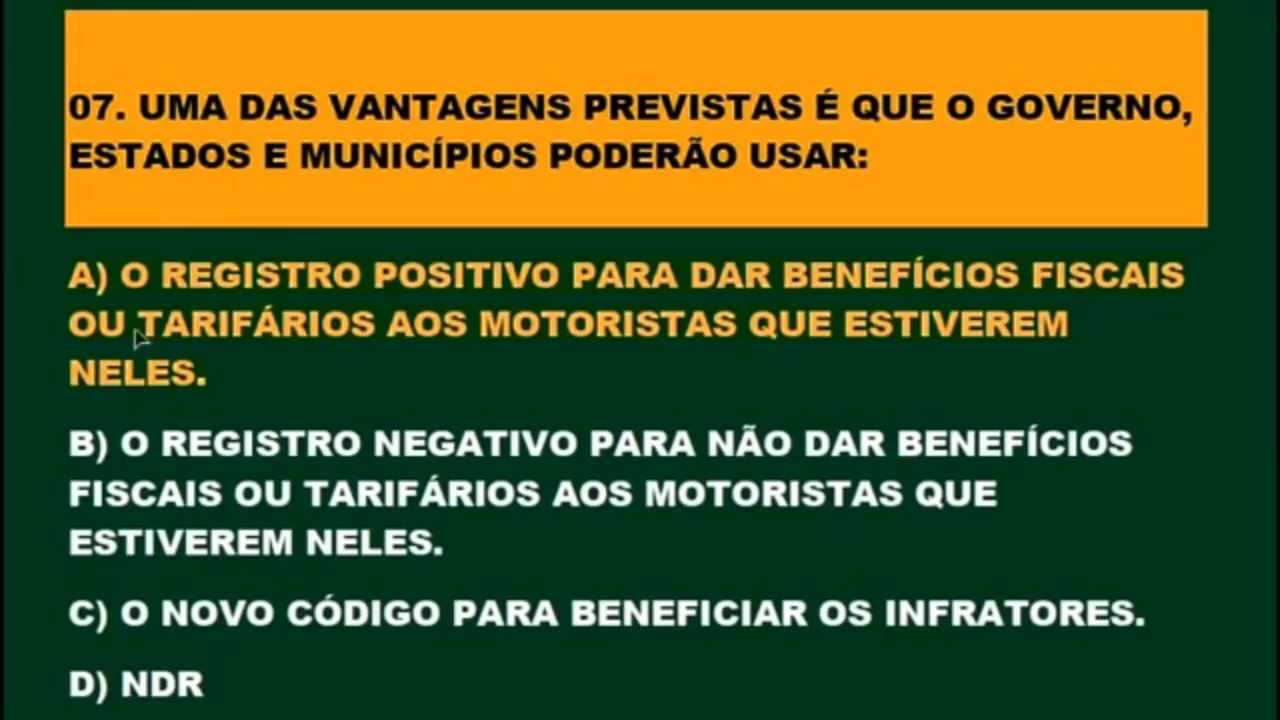 07. UMA DAS VANTAGENS PREVISTAS É QUE O GOVERNO,
ESTADOS E MUNICÍPIOS PODERÃO USAR:
A) O REGISTRO POSITIVO PARA DAR BENEFÍCIOS FISCAIS
OU TARIFÁRIOS AOS MOTORISTAS QUE ESTIVEREM
NELES.
B) O REGISTRO NEGATIVO PARA NÃO DAR BENEFÍCIOS
FISCAIS OU TARIFÁRIOS AOS MOTORISTAS QUE
ESTIVEREM NELES.
C) O NOVO CÓDIGO PARA BENEFICIAR OS INFRATORES.
D) NDR